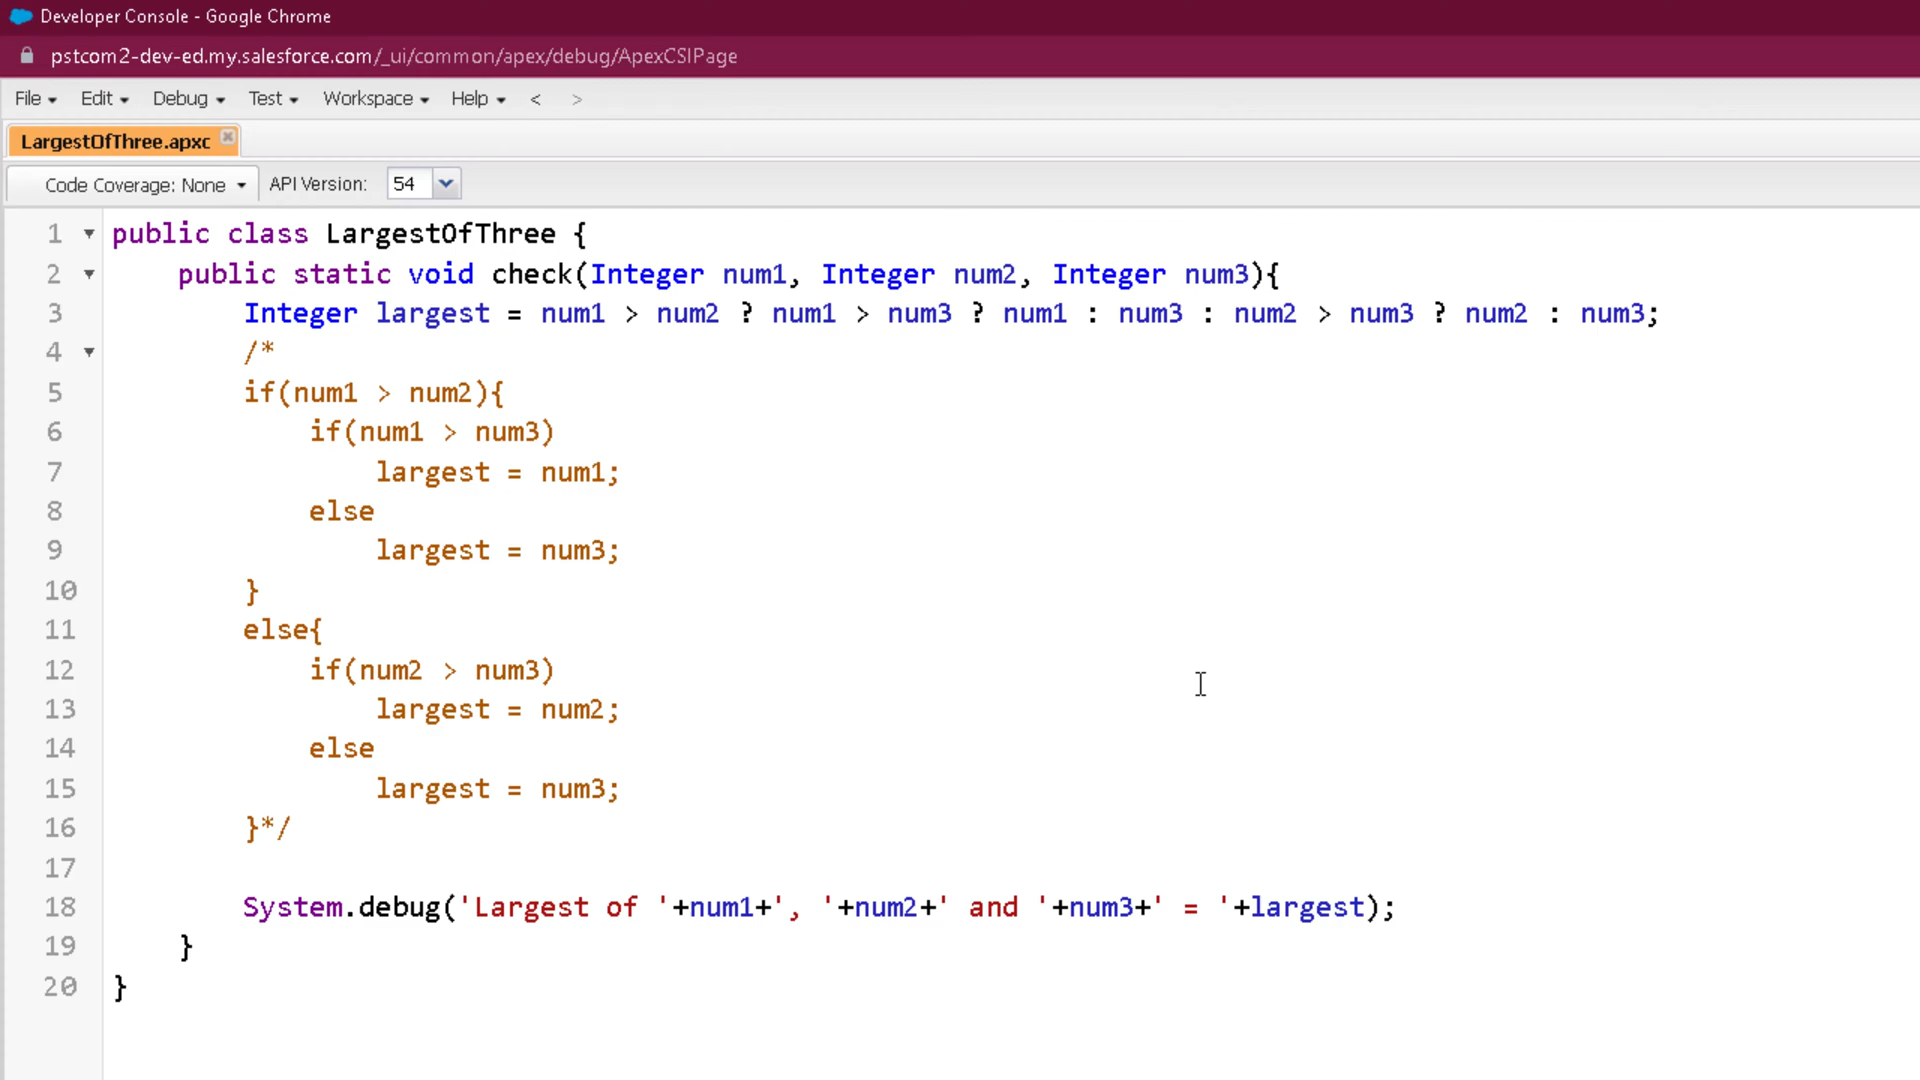 Developer Console - Google Chrome
pstcom2-dev-ed.my.salesforce.com/_ui/common/apex/debug/ApexCSIPage
File Edit Debug Test Workspace Help < >
LargestOfThree.apxc
Code Coverage: None API Version: 54
1 public class LargestOfThree {
2     public static void check(Integer num1, Integer num2, Integer num3){
3         Integer largest = num1 > num2 ? num1 > num3 ? num1 : num3 : num2 > num3 ? num2 : num3;
4         /*
5         if(num1 > num2){
6             if(num1 > num3)
7                 largest = num1;
8             else
9                 largest = num3;
10         }
11         else{
12             if(num2 > num3)
13                 largest = num2;
14             else
15                 largest = num3;
16         }*/
17
18         System.debug('Largest of '+num1+', '+num2+' and '+num3+' = '+largest);
19     }
20 }